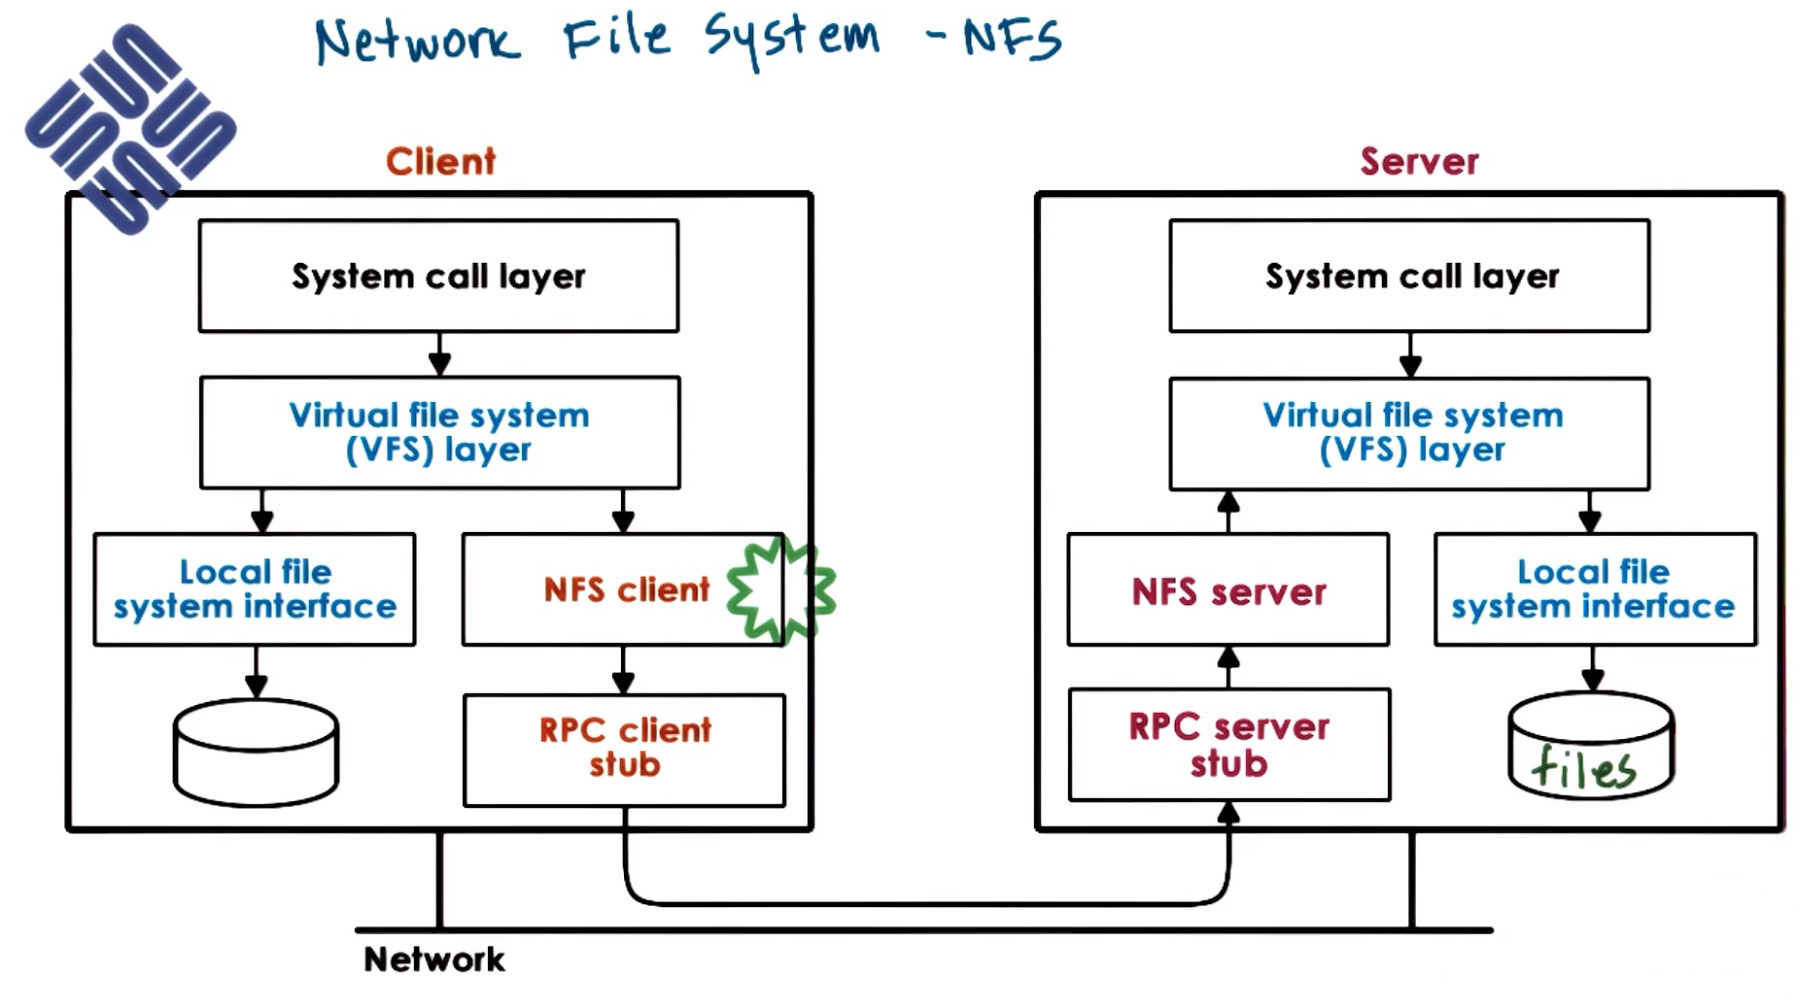 Network File System - NFS
SUN
Client
System call layer
Virtual file system
(VFS) layer
Local file
system interface
NFS client
RPC client
stub
Server
System call layer
Virtual file system
(VFS) layer
NFS server
Local file
system interface
RPC server
stub
files
Network